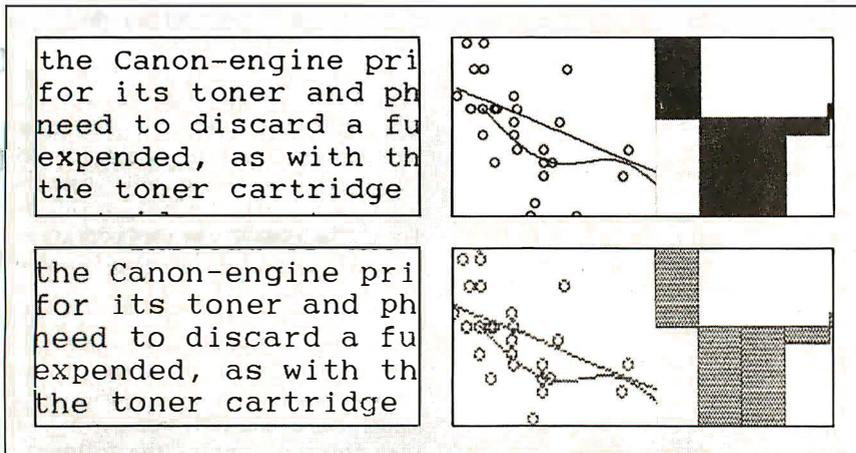 the Canon-engine pri
for its toner and ph
need to discard a fu
expended, as with th
the toner cartridge
the Canon-engine pri
for its toner and ph
need to discard a fu
expended, as with th
the toner cartridge